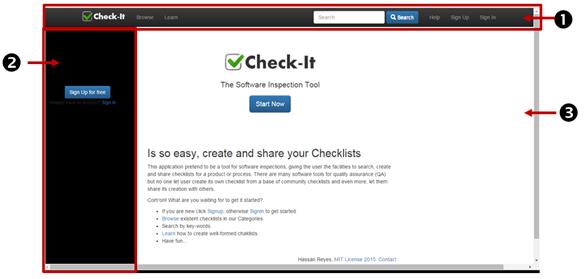 Check-It Browse Learn Search Search Help Sign Up Sign In
1
2
3
Sign Up for free
Already have an account? Sign In
Check-It
The Software Inspection Tool
Start Now
Is so easy, create and share your Checklists
This application pretend to be a tool for software inspections, giving the user the facilities to search, create
and share checklists for a product or process. There are many software tools for quality assurance (QA)
but no one let user create its own checklist from a base of community checklists and even more, let them
share its creation with others.
Com'on! What are you waiting for to get it started?.
• If you are new click Signup, otherwise Signin to get started.
• Browse existent checklists in our Categories.
• Search by key-words.
• Learn how to create well-formed chaklists.
• Have fun...
Hassan Reyes, MIT License 2015. Contact